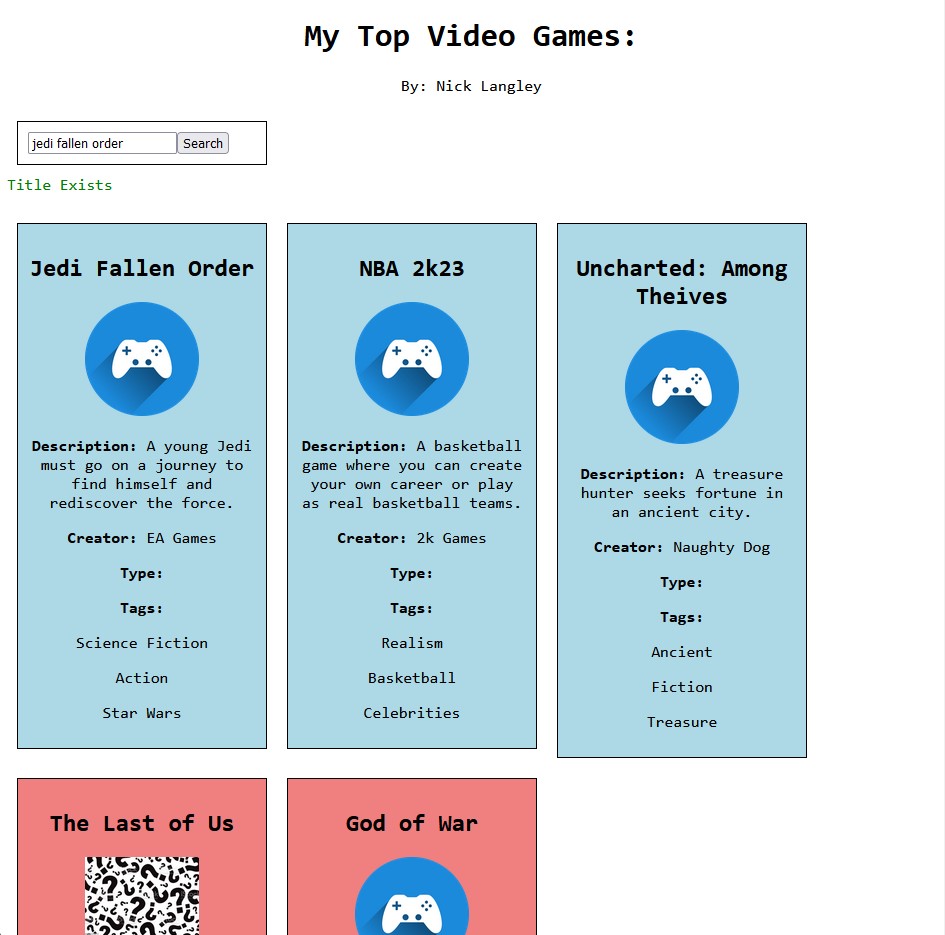 My Top Video Games:
By: Nick Langley
jedi fallen order
Search
Title Exists
Jedi Fallen Order
Description: A young Jedi
must go on a journey to
find himself and
rediscover the force.
Creator: EA Games
Type:
Tags:
Science Fiction
Action
Star Wars
NBA 2k23
Description: A basketball
game where you can create
your own career or play
as real basketball teams.
Creator: 2k Games
Type:
Tags:
Realism
Basketball
Celebrities
Uncharted: Among
Theives
Description: A treasure
hunter seeks fortune in
an ancient city.
Creator: Naughty Dog
Type:
Tags:
Ancient
Fiction
Treasure
The Last of Us
God of War